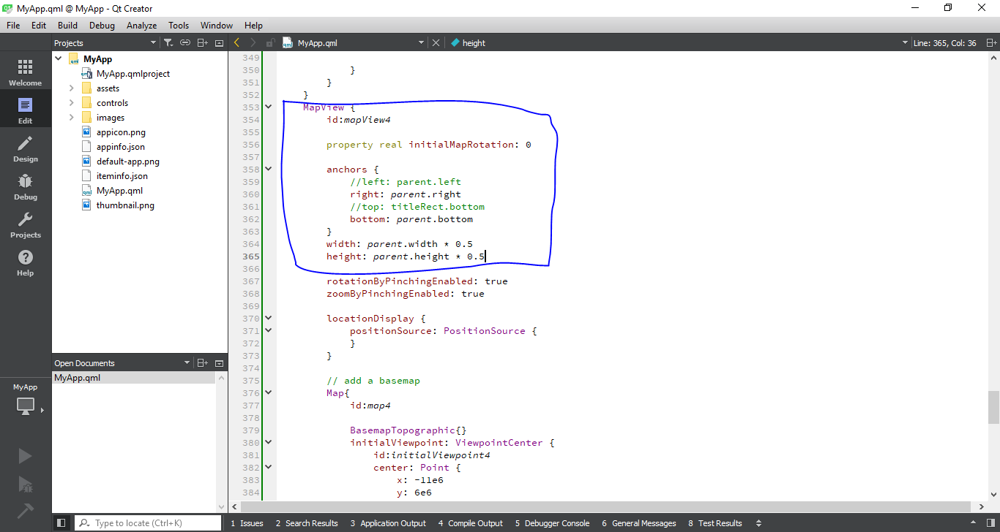 MyApp.qml @ MyApp - Qt Creator
File Edit Build Debug Analyze Tools Window Help
Projects
MyApp.qml
height
Line: 365, Col: 36
Welcome
Edit
Design
Debug
Projects
Help
MyApp
MyApp.qmlproject
assets
controls
images
appicon.png
appinfo.json
default-app.png
iteminfo.json
MyApp.qml
thumbnail.png
Open Documents
MyApp.qml
MyApp
349
350 }
351 }
352 }
353 MapView {
354 id:mapView4
355
356 property real initialMapRotation: 0
357
358 anchors {
359 //left: parent.left
360 right: parent.right
361 //top: titleRect.bottom
362 bottom: parent.bottom
363 }
364 width: parent.width * 0.5
365 height: parent.height * 0.5
366
367 rotationByPinchingEnabled: true
368 zoomByPinchingEnabled: true
369
370 locationDisplay {
371 positionSource: PositionSource {
372 }
373 }
374
375 // add a basemap
376 Map{
377 id:map4
378
379 BasemapTopographic{}
380 initialViewpoint: ViewpointCenter {
381 id:initialViewpoint4
382 center: Point {
383 x: -11e6
384 y: 6e6
Type to locate (Ctrl+K)
1 Issues 2 Search Results 3 Application Output 4 Compile Output 5 Debugger Console 6 General Messages 8 Test Results